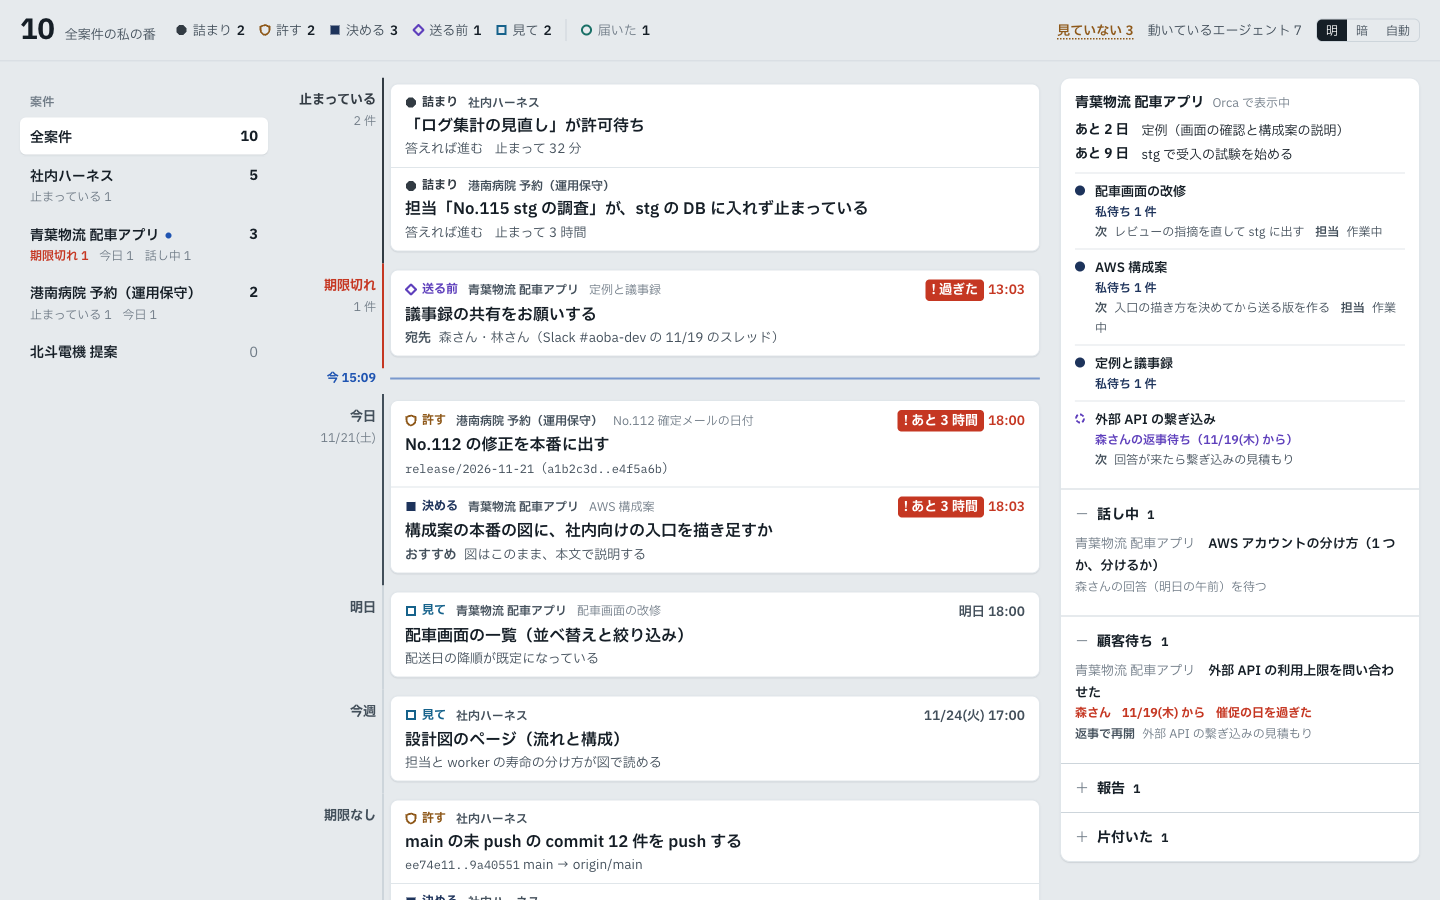 10 全案件の私の番 詰まり 2 許す 2 決める 3 送る前 1 見て 2 届いた 1 見ていない 3 動いているエージェント 7 明 暗 自動
案件
全案件 10
社内ハーネス 5
止まっている 1
青葉物流 配車アプリ 3
期限切れ 1 今日 1 話し中 1
港南病院 予約（運用保守） 2
止まっている 1 今日 1
北斗電機 提案 0
止まっている
2 件
詰まり 社内ハーネス
「ログ集計の見直し」が許可待ち
答えれば進む 止まって 32 分
詰まり 港南病院 予約（運用保守）
担当「No.115 stg の調査」が、stg の DB に入れず止まっている
答えれば進む 止まって 3 時間
期限切れ
1 件
送る前 青葉物流 配車アプリ 定例と議事録 ! 過ぎた 13:03
議事録の共有をお願いする
宛先 森さん・林さん（Slack #aoba-dev の 11/19 のスレッド）
今 15:09
今日
11/21(土)
許す 港南病院 予約（運用保守） No.112 確定メールの日付 ! あと 3 時間 18:00
No.112 の修正を本番に出す
release/2026-11-21 (a1b2c3d..e4f5a6b)
決める 青葉物流 配車アプリ AWS 構成案 ! あと 3 時間 18:03
構成案の本番の図に、社内向けの入口を描き足すか
おすすめ 図はこのまま、本文で説明する
明日
見て 青葉物流 配車アプリ 配車画面の改修 明日 18:00
配車画面の一覧（並べ替えと絞り込み）
配送日の降順が既定になっている
今週
見て 社内ハーネス 11/24(火) 17:00
設計図のページ（流れと構成）
担当と worker の寿命の分け方が図で読める
期限なし
許す 社内ハーネス
main の未 push の commit 12 件を push する
ee74e11..9a40551 main → origin/main
決める 社内ハーネス
青葉物流 配車アプリ Orca で表示中
あと 2 日 定例（画面の確認と構成案の説明）
あと 9 日 stg で受入の試験を始める
配車画面の改修
私待ち 1 件
次 レビューの指摘を直して stg に出す 担当 作業中
AWS 構成案
私待ち 1 件
次 入口の描き方を決めてから送る版を作る 担当 作業
中
定例と議事録
私待ち 1 件
外部 API の繋ぎ込み
森さんの返事待ち（11/19(木) から）
次 回答が来たら繋ぎ込みの見積もり
− 話し中 1
青葉物流 配車アプリ AWS アカウントの分け方（1 つ
か、分けるか）
森さんの回答（明日の午前）を待つ
− 顧客待ち 1
青葉物流 配車アプリ 外部 API の利用上限を問い合わ
せた
森さん 11/19(木) から 催促の日を過ぎた
返事で再開 外部 API の繋ぎ込みの見積もり
+ 報告 1
+ 片付いた 1